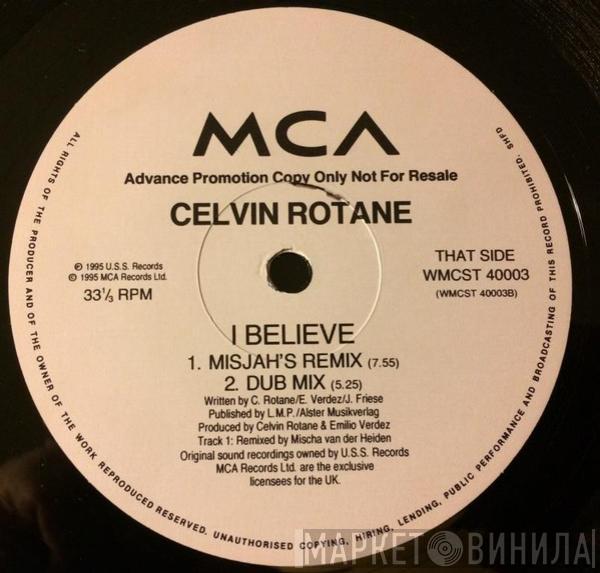 MCA
Advance Promotion Copy Only Not For Resale
CELVIN ROTANE
℗ 1995 U.S.S. Records
© 1995 MCA Records Ltd.
33⅓ RPM
THAT SIDE
WMCST 40003
(WMCST 40003B)
I BELIEVE
1. MISJAH'S REMIX (7.55)
2. DUB MIX (5.25)
Written by C. Rotane/E. Verdez/J. Friese
Published by L.M.P./Alster Musikverlag
Produced by Celvin Rotane & Emilio Verdez
Track 1: Remixed by Mischa van der Heiden
Original sound recordings owned by U.S.S. Records
MCA Records Ltd. are the exclusive
licensees for the UK.
ALL RIGHTS OF THE PRODUCER AND OF THE OWNER OF THE WORK REPRODUCED RESERVED. UNAUTHORISED COPYING, HIRING, LENDING, PUBLIC PERFORMANCE AND BROADCASTING OF THIS RECORD PROHIBITED. SHFD
МАРКЕТ ВИНИЛА